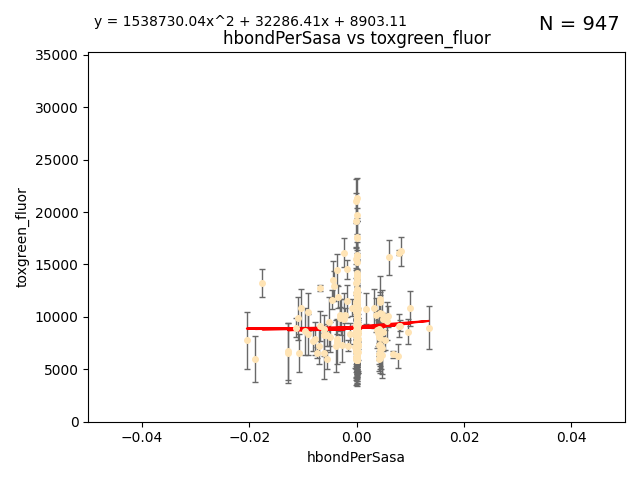 y = 1538730.04x^2 + 32286.41x + 8903.11
N = 947
hbondPerSasa vs toxgreen_fluor
35000
30000
25000
20000
15000
10000
5000
0
toxgreen_fluor
−0.04
−0.02
0.00
0.02
0.04
hbondPerSasa